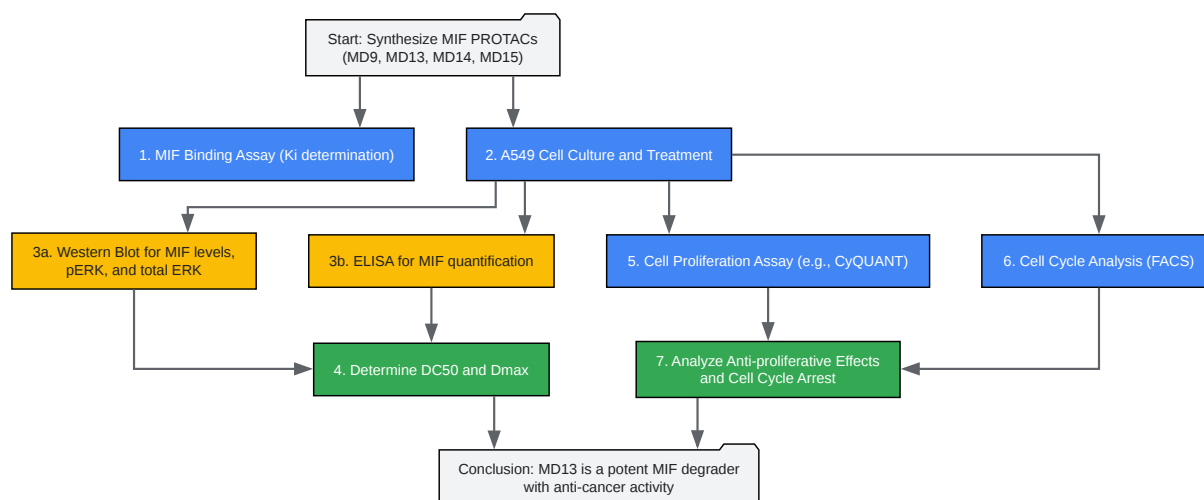 Start: Synthesize MIF PROTACs
(MD9, MD13, MD14, MD15)
1. MIF Binding Assay (Ki determination)
2. A549 Cell Culture and Treatment
3a. Western Blot for MIF levels,
pERK, and total ERK
3b. ELISA for MIF quantification
5. Cell Proliferation Assay (e.g., CyQUANT)
6. Cell Cycle Analysis (FACS)
4. Determine DC50 and Dmax
7. Analyze Anti-proliferative Effects
and Cell Cycle Arrest
Conclusion: MD13 is a potent MIF degrader
with anti-cancer activity